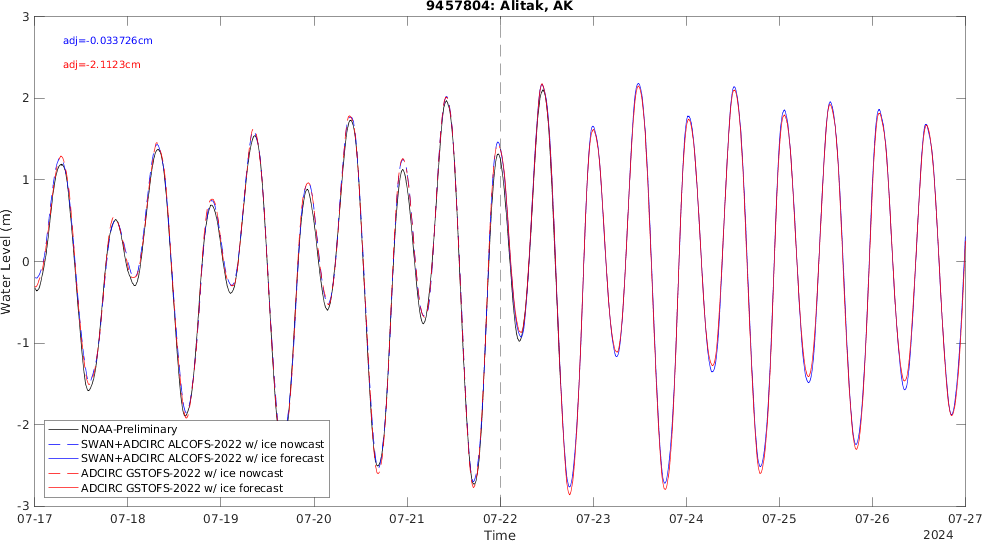 9457804: Alitak, AK
adj=-0.033726cm
adj=-2.1123cm
Water Level (m)
3
2
1
0
-1
-2
-3
NOAA-Preliminary
SWAN+ADCIRC ALCOFS-2022 w/ ice nowcast
SWAN+ADCIRC ALCOFS-2022 w/ ice forecast
ADCIRC GSTOFS-2022 w/ ice nowcast
ADCIRC GSTOFS-2022 w/ ice forecast
07-17 07-18 07-19 07-20 07-21 07-22 07-23 07-24 07-25 07-26 07-27
Time
2024